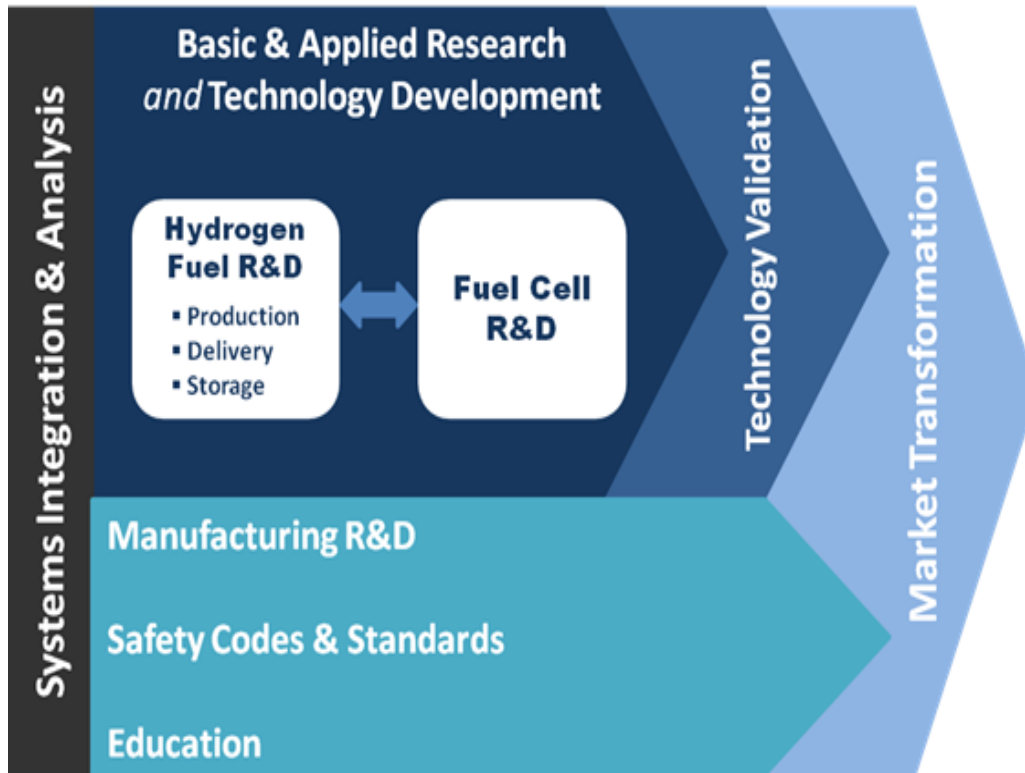 Systems Integration & Analysis
Basic & Applied Research
and Technology Development
Hydrogen
Fuel R&D
▪ Production
▪ Delivery
▪ Storage
Fuel Cell
R&D
Technology Validation
Market Transformation
Manufacturing R&D
Safety Codes & Standards
Education